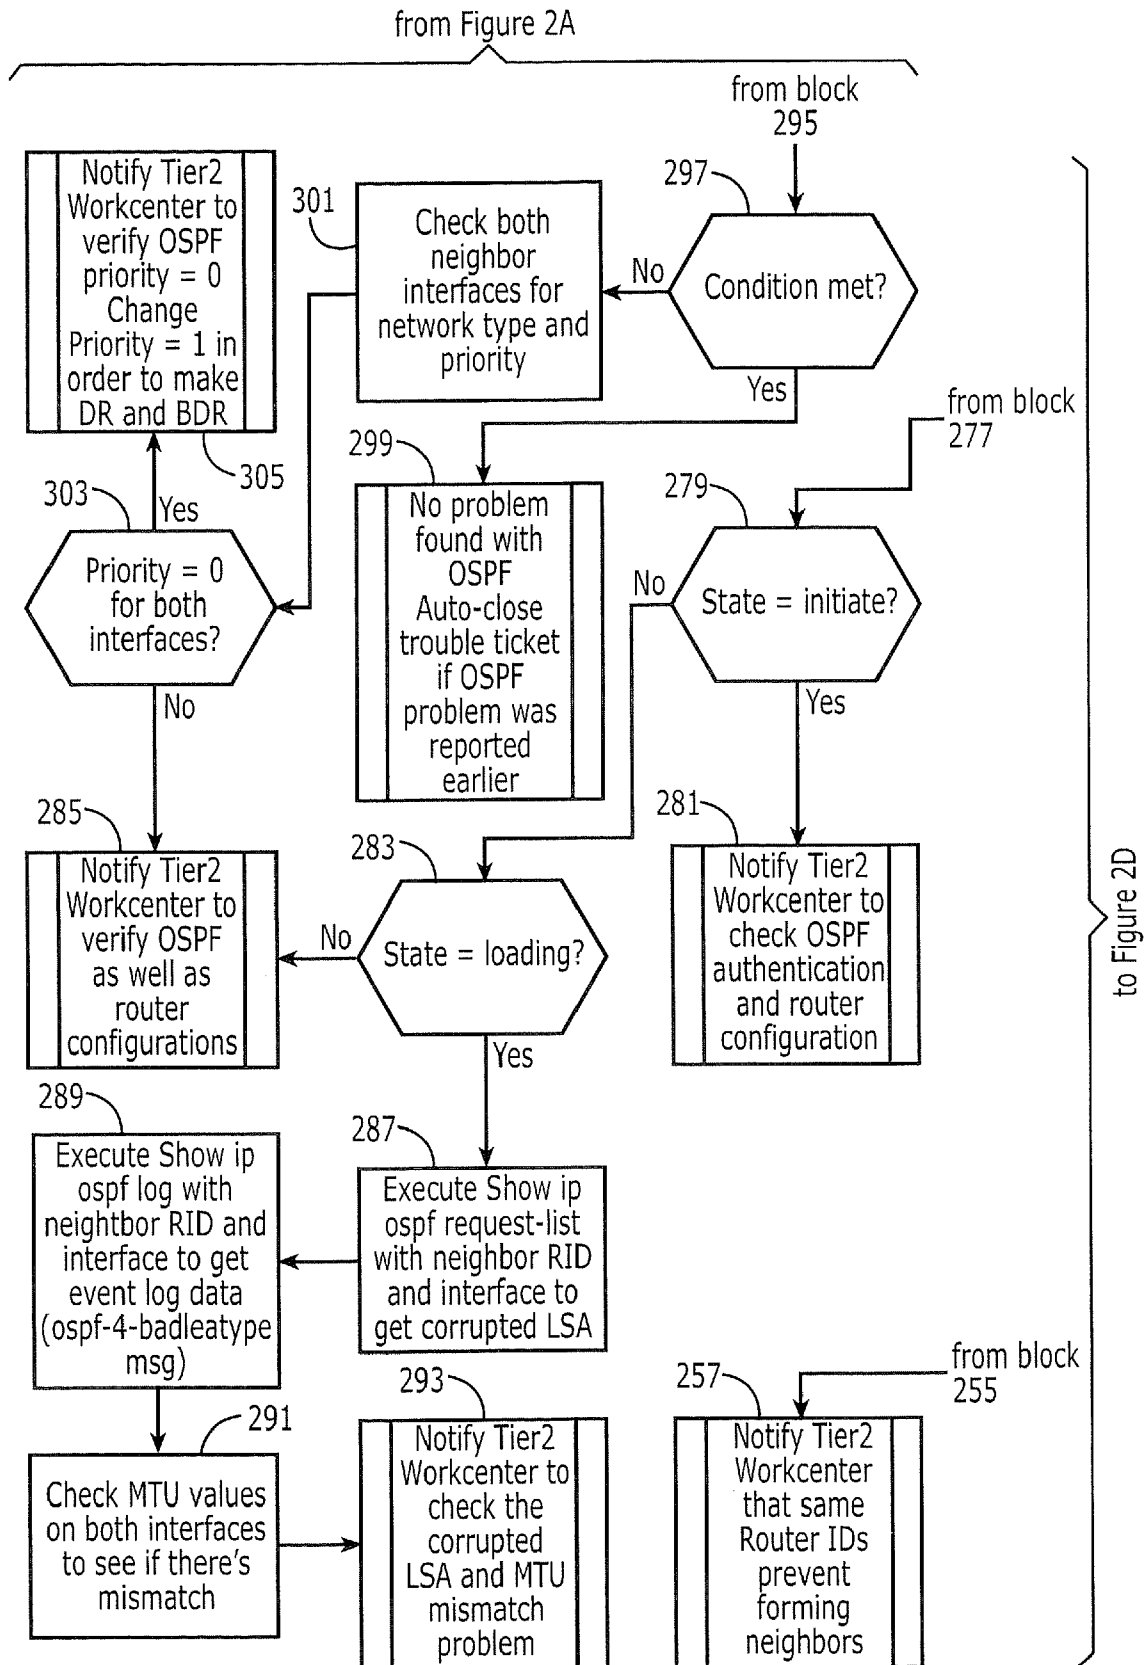 from Figure 2A
from block
295
297
Condition met?
No
Yes
301
Check both
neighbor
interfaces for
network type and
priority
Notify Tier2
Workcenter to
verify OSPF
priority = 0
Change
Priority = 1 in
order to make
DR and BDR
305
303
Yes
Priority = 0
for both
interfaces?
No
299
No problem
found with
OSPF
Auto-close
trouble ticket
if OSPF
problem was
reported
earlier
from block
277
279
State = initiate?
No
Yes
281
Notify Tier2
Workcenter to
check OSPF
authentication
and router
configuration
283
State = loading?
No
Yes
285
Notify Tier2
Workcenter to
verify OSPF
as well as
router
configurations
287
Execute Show ip
ospf request-list
with neighbor RID
and interface to
get corrupted LSA
289
Execute Show ip
ospf log with
neightbor RID and
interface to get
event log data
(ospf-4-badleatype
msg)
291
Check MTU values
on both interfaces
to see if there's
mismatch
293
Notify Tier2
Workcenter to
check the
corrupted
LSA and MTU
mismatch
problem
from block
255
257
Notify Tier2
Workcenter
that same
Router IDs
prevent
forming
neighbors
to Figure 2D